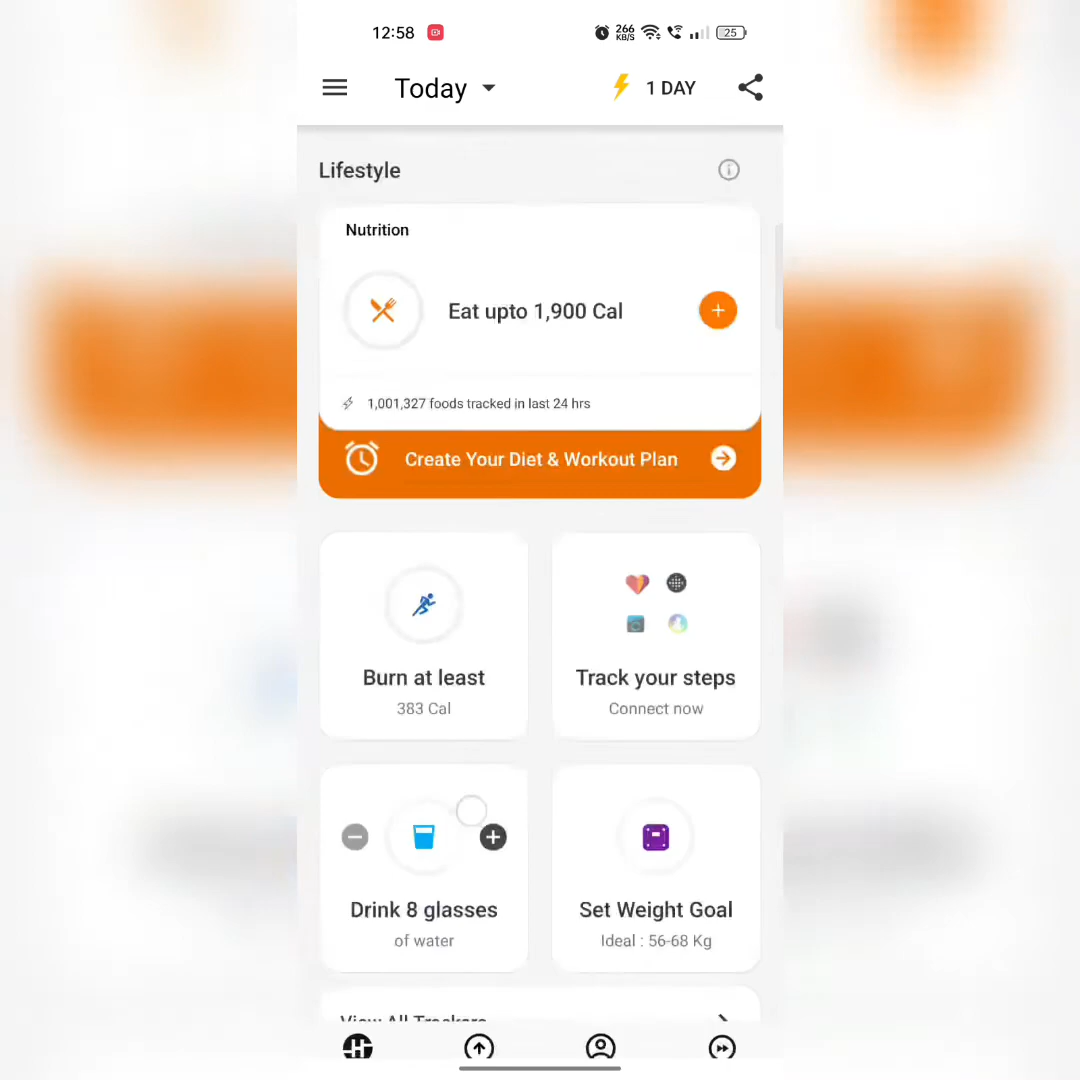 12:58 266 KB/S 25
Today 1 DAY
Lifestyle
Nutrition
Eat upto 1,900 Cal
1,001,327 foods tracked in last 24 hrs
Create Your Diet & Workout Plan
Burn at least
383 Cal
Track your steps
Connect now
Drink 8 glasses
of water
Set Weight Goal
Ideal : 56-68 Kg
View All Trackers